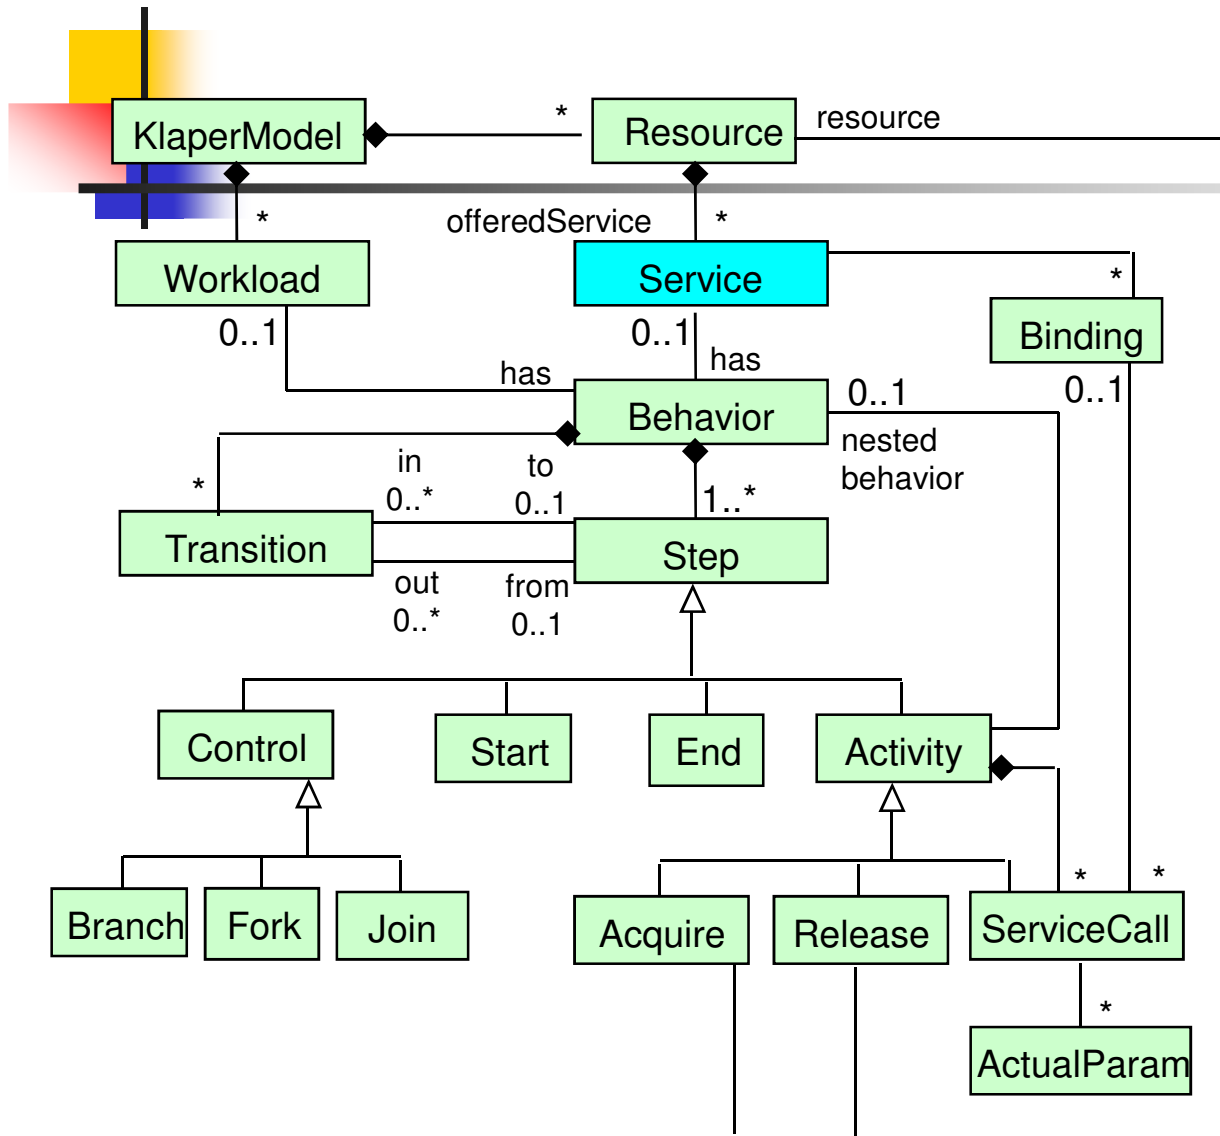 *
resource
KlaperModel
Resource
offeredService
*
*
Workload
Service
*
0..1
0..1
Binding
has
has
0..1
0..1
Behavior
nested
behavior
in
to
*
0..*
0..1
1..*
Transition
Step
out
from
0..*
0..1
Control
Start
End
Activity
*
*
Branch
Fork
Join
Acquire
Release
ServiceCall
*
ActualParam